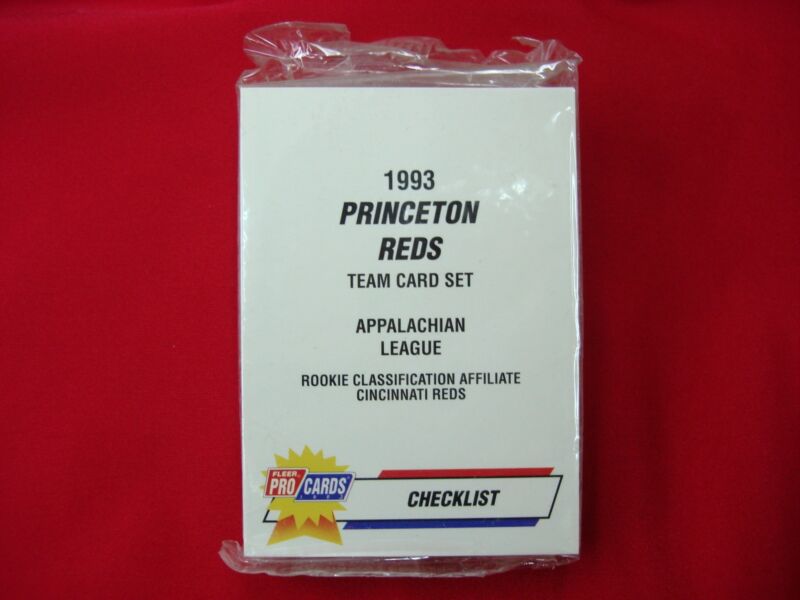 1993
PRINCETON
REDS
TEAM CARD SET
APPALACHIAN
LEAGUE
ROOKIE CLASSIFICATION AFFILIATE
CINCINNATI REDS
FLEER
PRO CARDS
CHECKLIST